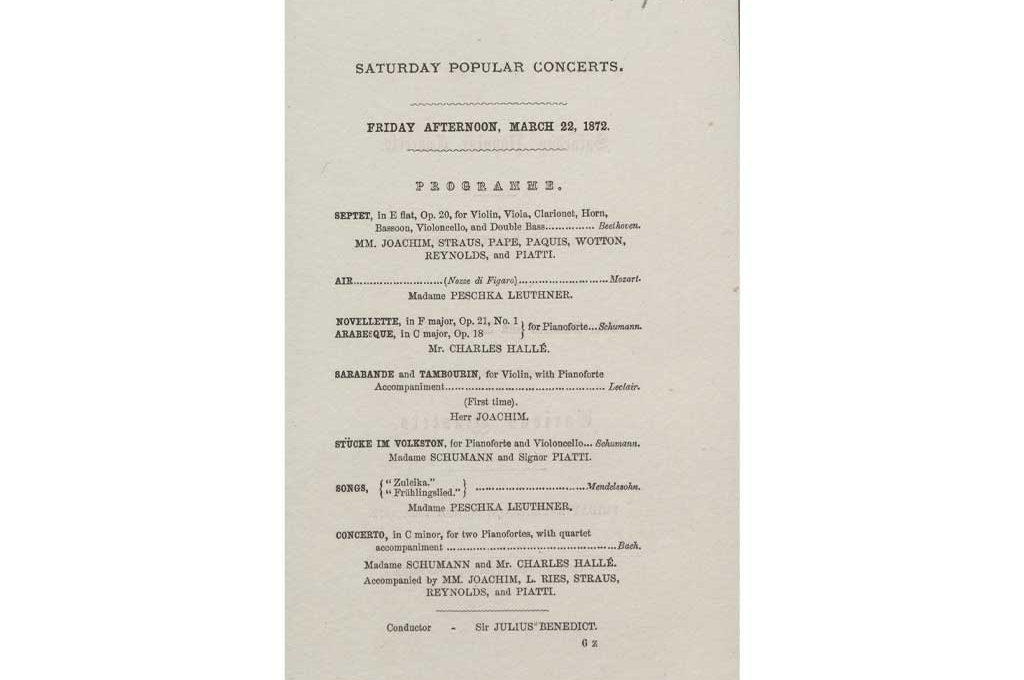 SATURDAY POPULAR CONCERTS.
FRIDAY AFTERNOON, MARCH 22, 1872.
PROGRAMME.
SEPTET, in E flat, Op. 20, for Violin, Viola, Clarionet, Horn,
Bassoon, Violoncello, and Double Bass............... Beethoven.
MM. JOACHIM, STRAUS, PAPE, PAQUIS, WOTTON,
REYNOLDS, and PIATTI.
AIR...........................(Nozze di Figaro)...........................Mozart.
Madame PESCHKA LEUTHNER.
NOVELLETTE, in F major, Op. 21, No. 1 } for Pianoforte...Schumann.
ARABESQUE, in C major, Op. 18
Mr. CHARLES HALLÉ.
SARABANDE and TAMBOURIN, for Violin, with Pianoforte
Accompaniment................................................ Leclair.
(First time).
Herr JOACHIM.
STÜCKE IM VOLKSTON, for Pianoforte and Violoncello... Schumann.
Madame SCHUMANN and Signor PIATTI.
SONGS, { "Zuleika." } .................................Mendelssohn.
"Frühlingslied."
Madame PESCHKA LEUTHNER.
CONCERTO, in C minor, for two Pianofortes, with quartet
accompaniment ...................................................Bach.
Madame SCHUMANN and Mr. CHARLES HALLÉ.
Accompanied by MM. JOACHIM, L. RIES, STRAUS,
REYNOLDS, and PIATTI.
Conductor - Sir JULIUS BENEDICT.
6 z